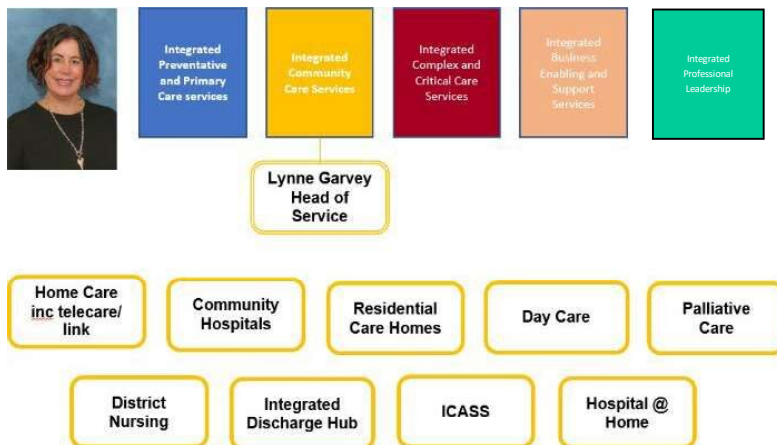 Integrated
Preventative
and Primary
Care services
Integrated
Community
Care Services
Integrated
Complex and
Critical Care
Services
Integrated
Business
Enabling and
Support
Services
Integrated
Professional
Leadership
Lynne Garvey
Head of
Service
Home Care
inc telecare/
link
Community
Hospitals
Residential
Care Homes
Day Care
Palliative
Care
District
Nursing
Integrated
Discharge Hub
ICASS
Hospital @
Home